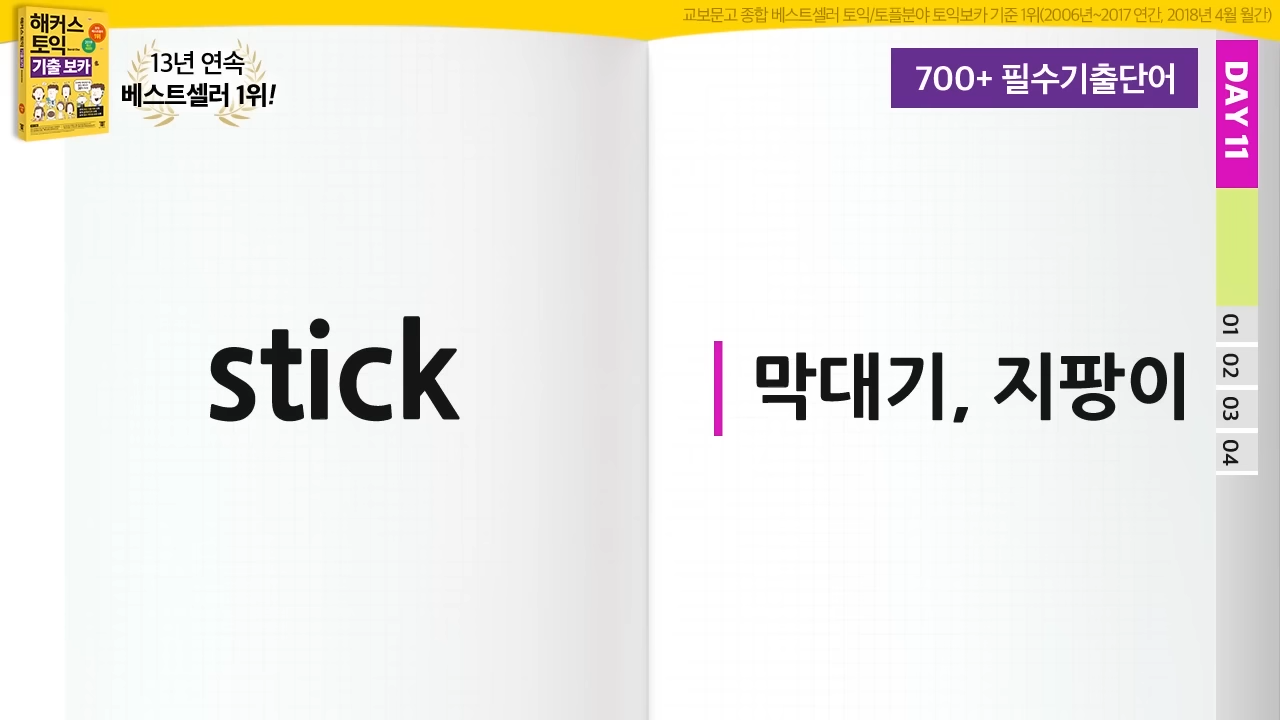 교보문고 종합 베스트셀러 토익/토플분야 토익보카 기준 1위(2006년~2017 연간, 2018년 4월 월간)
해커스
토익
기출 보카
13년 연속
베스트셀러 1위!
700+ 필수기출단어
DAY 11
stick
막대기, 지팡이
01
02
03
04